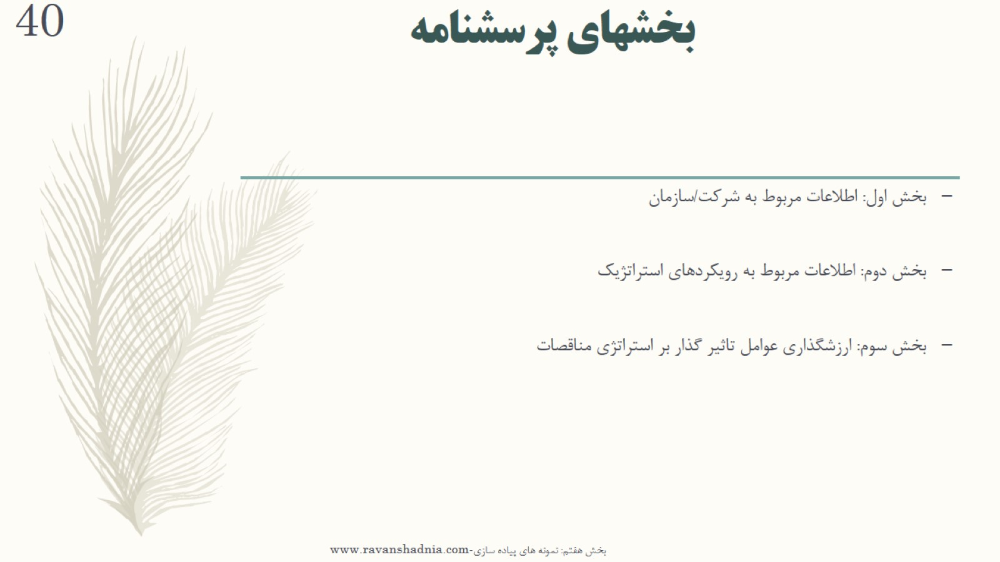 40
بخشهای پرسشنامه
– بخش اول: اطلاعات مربوط به شرکت/سازمان
– بخش دوم: اطلاعات مربوط به رویکردهای استراتژیک
– بخش سوم: ارزشگذاری عوامل تاثیر گذار بر استراتژی مناقصات
بخش هفتم: نمونه های پیاده سازی-www.ravanshadnia.com